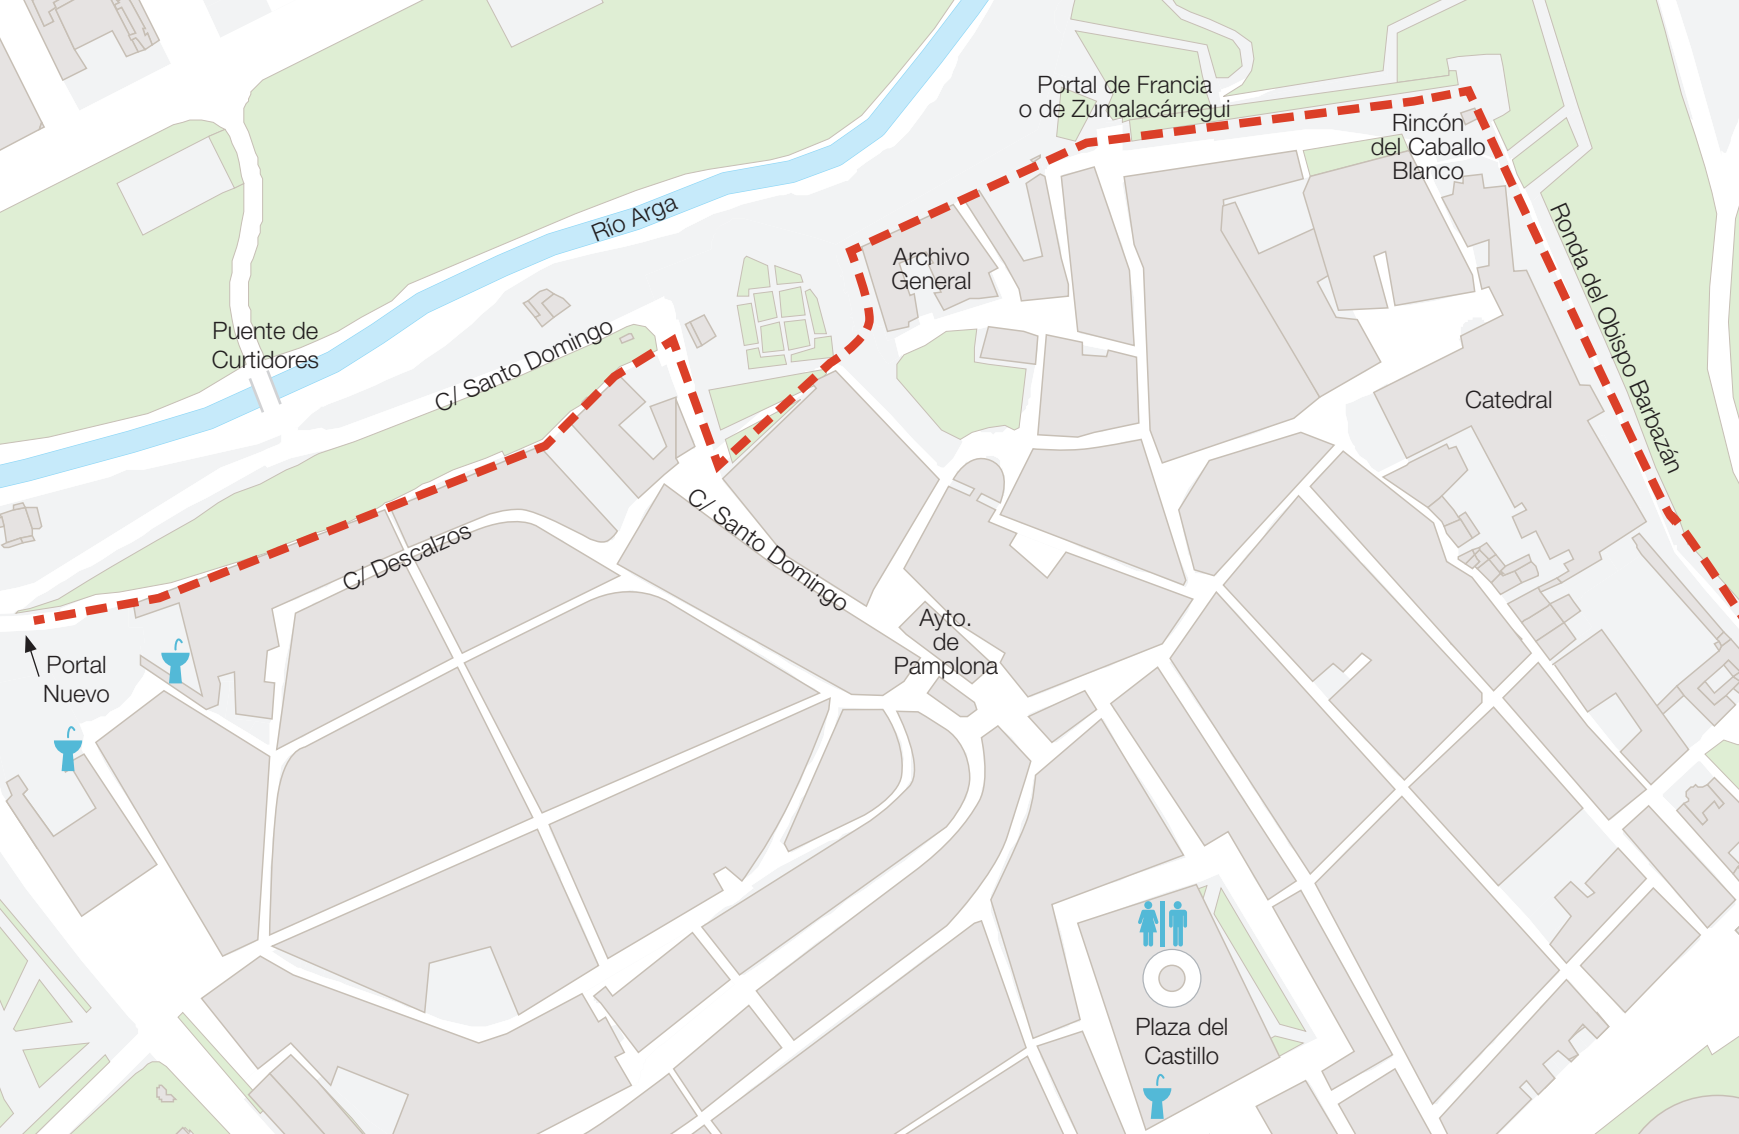 Portal de Francia
o de Zumalacárregui
Rincón
del Caballo
Blanco
Río Arga
Archivo
General
Ronda del Obispo Barbazán
Puente de
Curtidores
C/ Santo Domingo
Catedral
C/ Descalzos
C/ Santo Domingo
Ayto.
de
Pamplona
Portal
Nuevo
Plaza del
Castillo